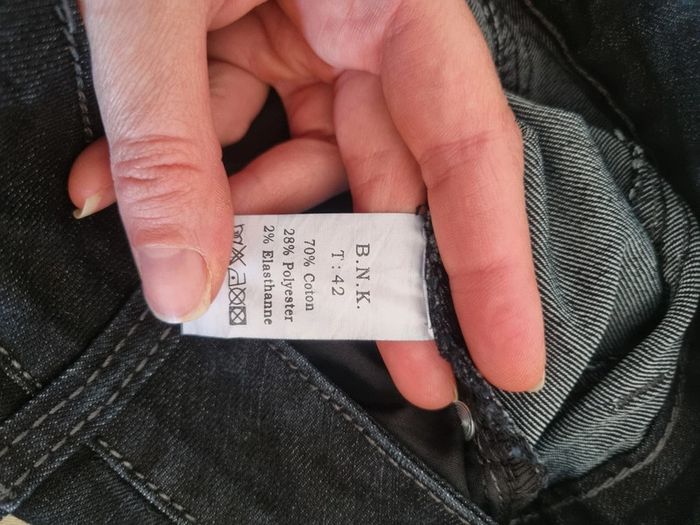 B.N.K.
T : 42
70% Coton
28% Polyester
2% Elasthanne